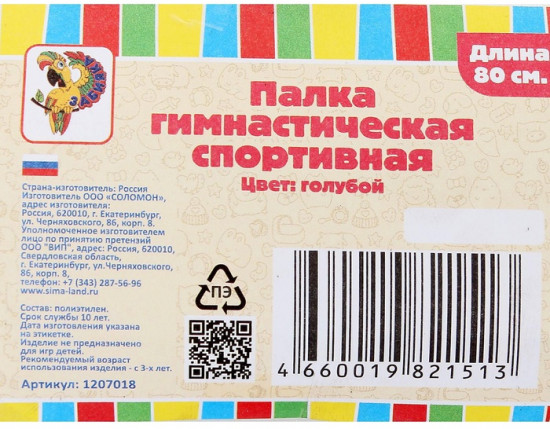 Длина
80 см.
ЗАБИЯКА
Палка
гимнастическая
спортивная
Цвет: голубой
Страна-изготовитель: Россия
Изготовитель ООО «СОЛОМОН»,
адрес изготовителя:
Россия, 620010, г. Екатеринбург,
ул. Черняховского, 86, корп. 8.
Уполномоченное изготовителем
лицо по принятию претензий
ООО "ВИП", адрес: Россия, 620010,
Свердловская область,
г. Екатеринбург, ул.Черняховского,
86, корп. 8,
телефон: +7 (343) 287-56-96
www.sima-land.ru
Состав: полиэтилен.
Срок службы 10 лет.
Дата изготовления указана
на этикетке.
Изделие не предназначено
для игр детей.
Рекомендуемый возраст
использования изделия - с 3-х лет.
Артикул: 1207018
ПЭ
4 660019 821513